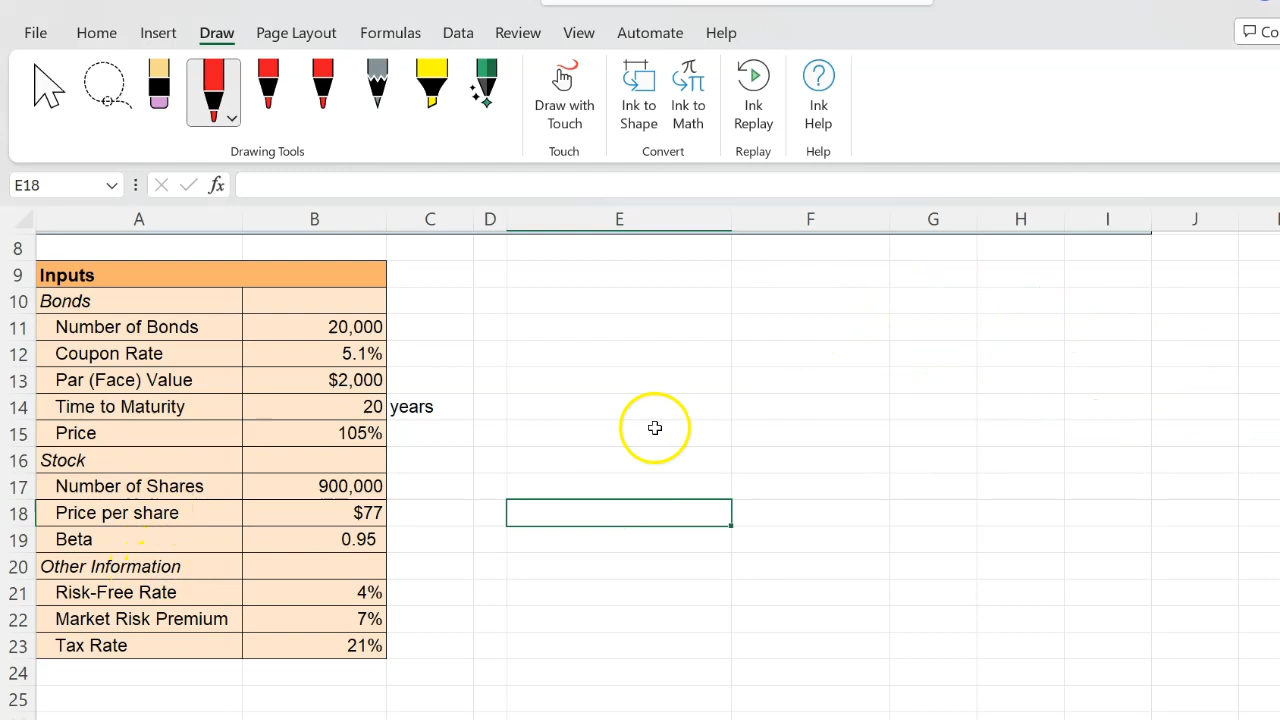 File Home Insert Draw Page Layout Formulas Data Review View Automate Help Co
Draw with Touch
Ink to Shape
Ink to Math
Ink Replay
Ink Help
Drawing Tools Touch Convert Replay Help
E18 fx
A B C D E F G H I J
8
9 Inputs
10 Bonds
11 Number of Bonds 20,000
12 Coupon Rate 5.1%
13 Par (Face) Value $2,000
14 Time to Maturity 20 years
15 Price 105%
16 Stock
17 Number of Shares 900,000
18 Price per share $77
19 Beta 0.95
20 Other Information
21 Risk-Free Rate 4%
22 Market Risk Premium 7%
23 Tax Rate 21%
24
25